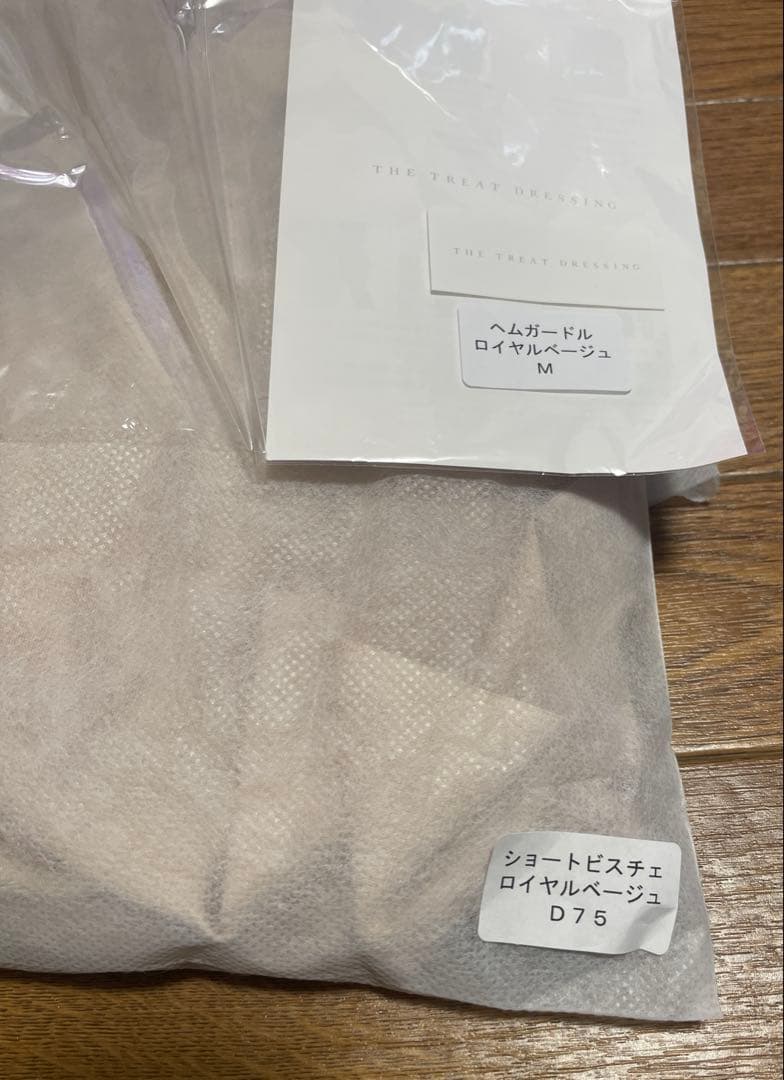 THE TREAT DRESSING
THE TREAT DRESSING
ヘムガードル
ロイヤルベージュ
M
ショートビスチェ
ロイヤルベージュ
D75